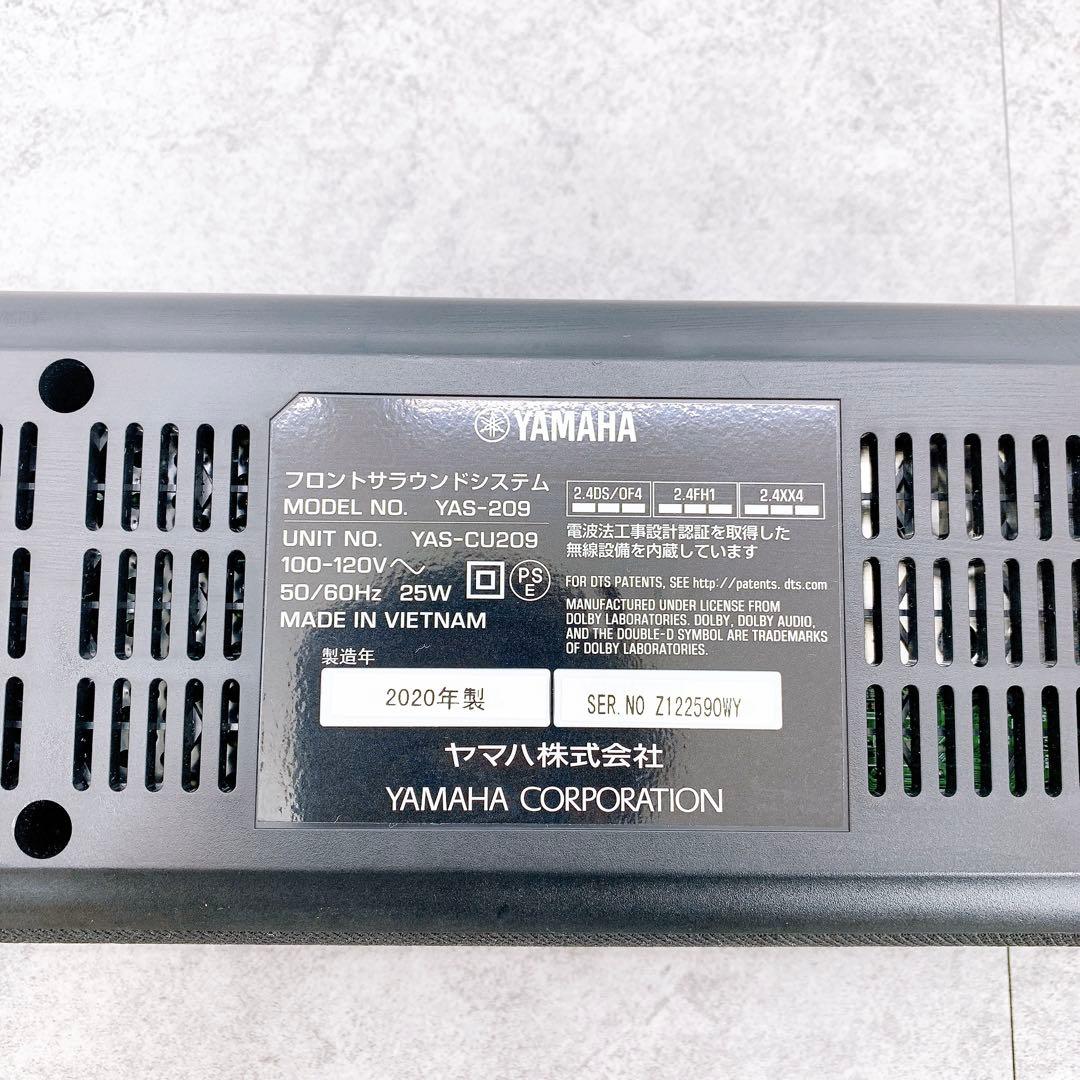 YAMAHA
フロントサラウンドシステム
MODEL NO. YAS-209
UNIT NO. YAS-CU209
100-120V～
50/60Hz 25W
PS
E
MADE IN VIETNAM
2.4DS/OF4 2.4FH1 2.4XX4
電波法工事設計認証を取得した
無線設備を内蔵しています
FOR DTS PATENTS, SEE http://patents.dts.com
MANUFACTURED UNDER LICENSE FROM
DOLBY LABORATORIES. DOLBY, DOLBY AUDIO,
AND THE DOUBLE-D SYMBOL ARE TRADEMARKS
OF DOLBY LABORATORIES.
製造年
2020年製
SER.NO Z122590WY
ヤマハ株式会社
YAMAHA CORPORATION